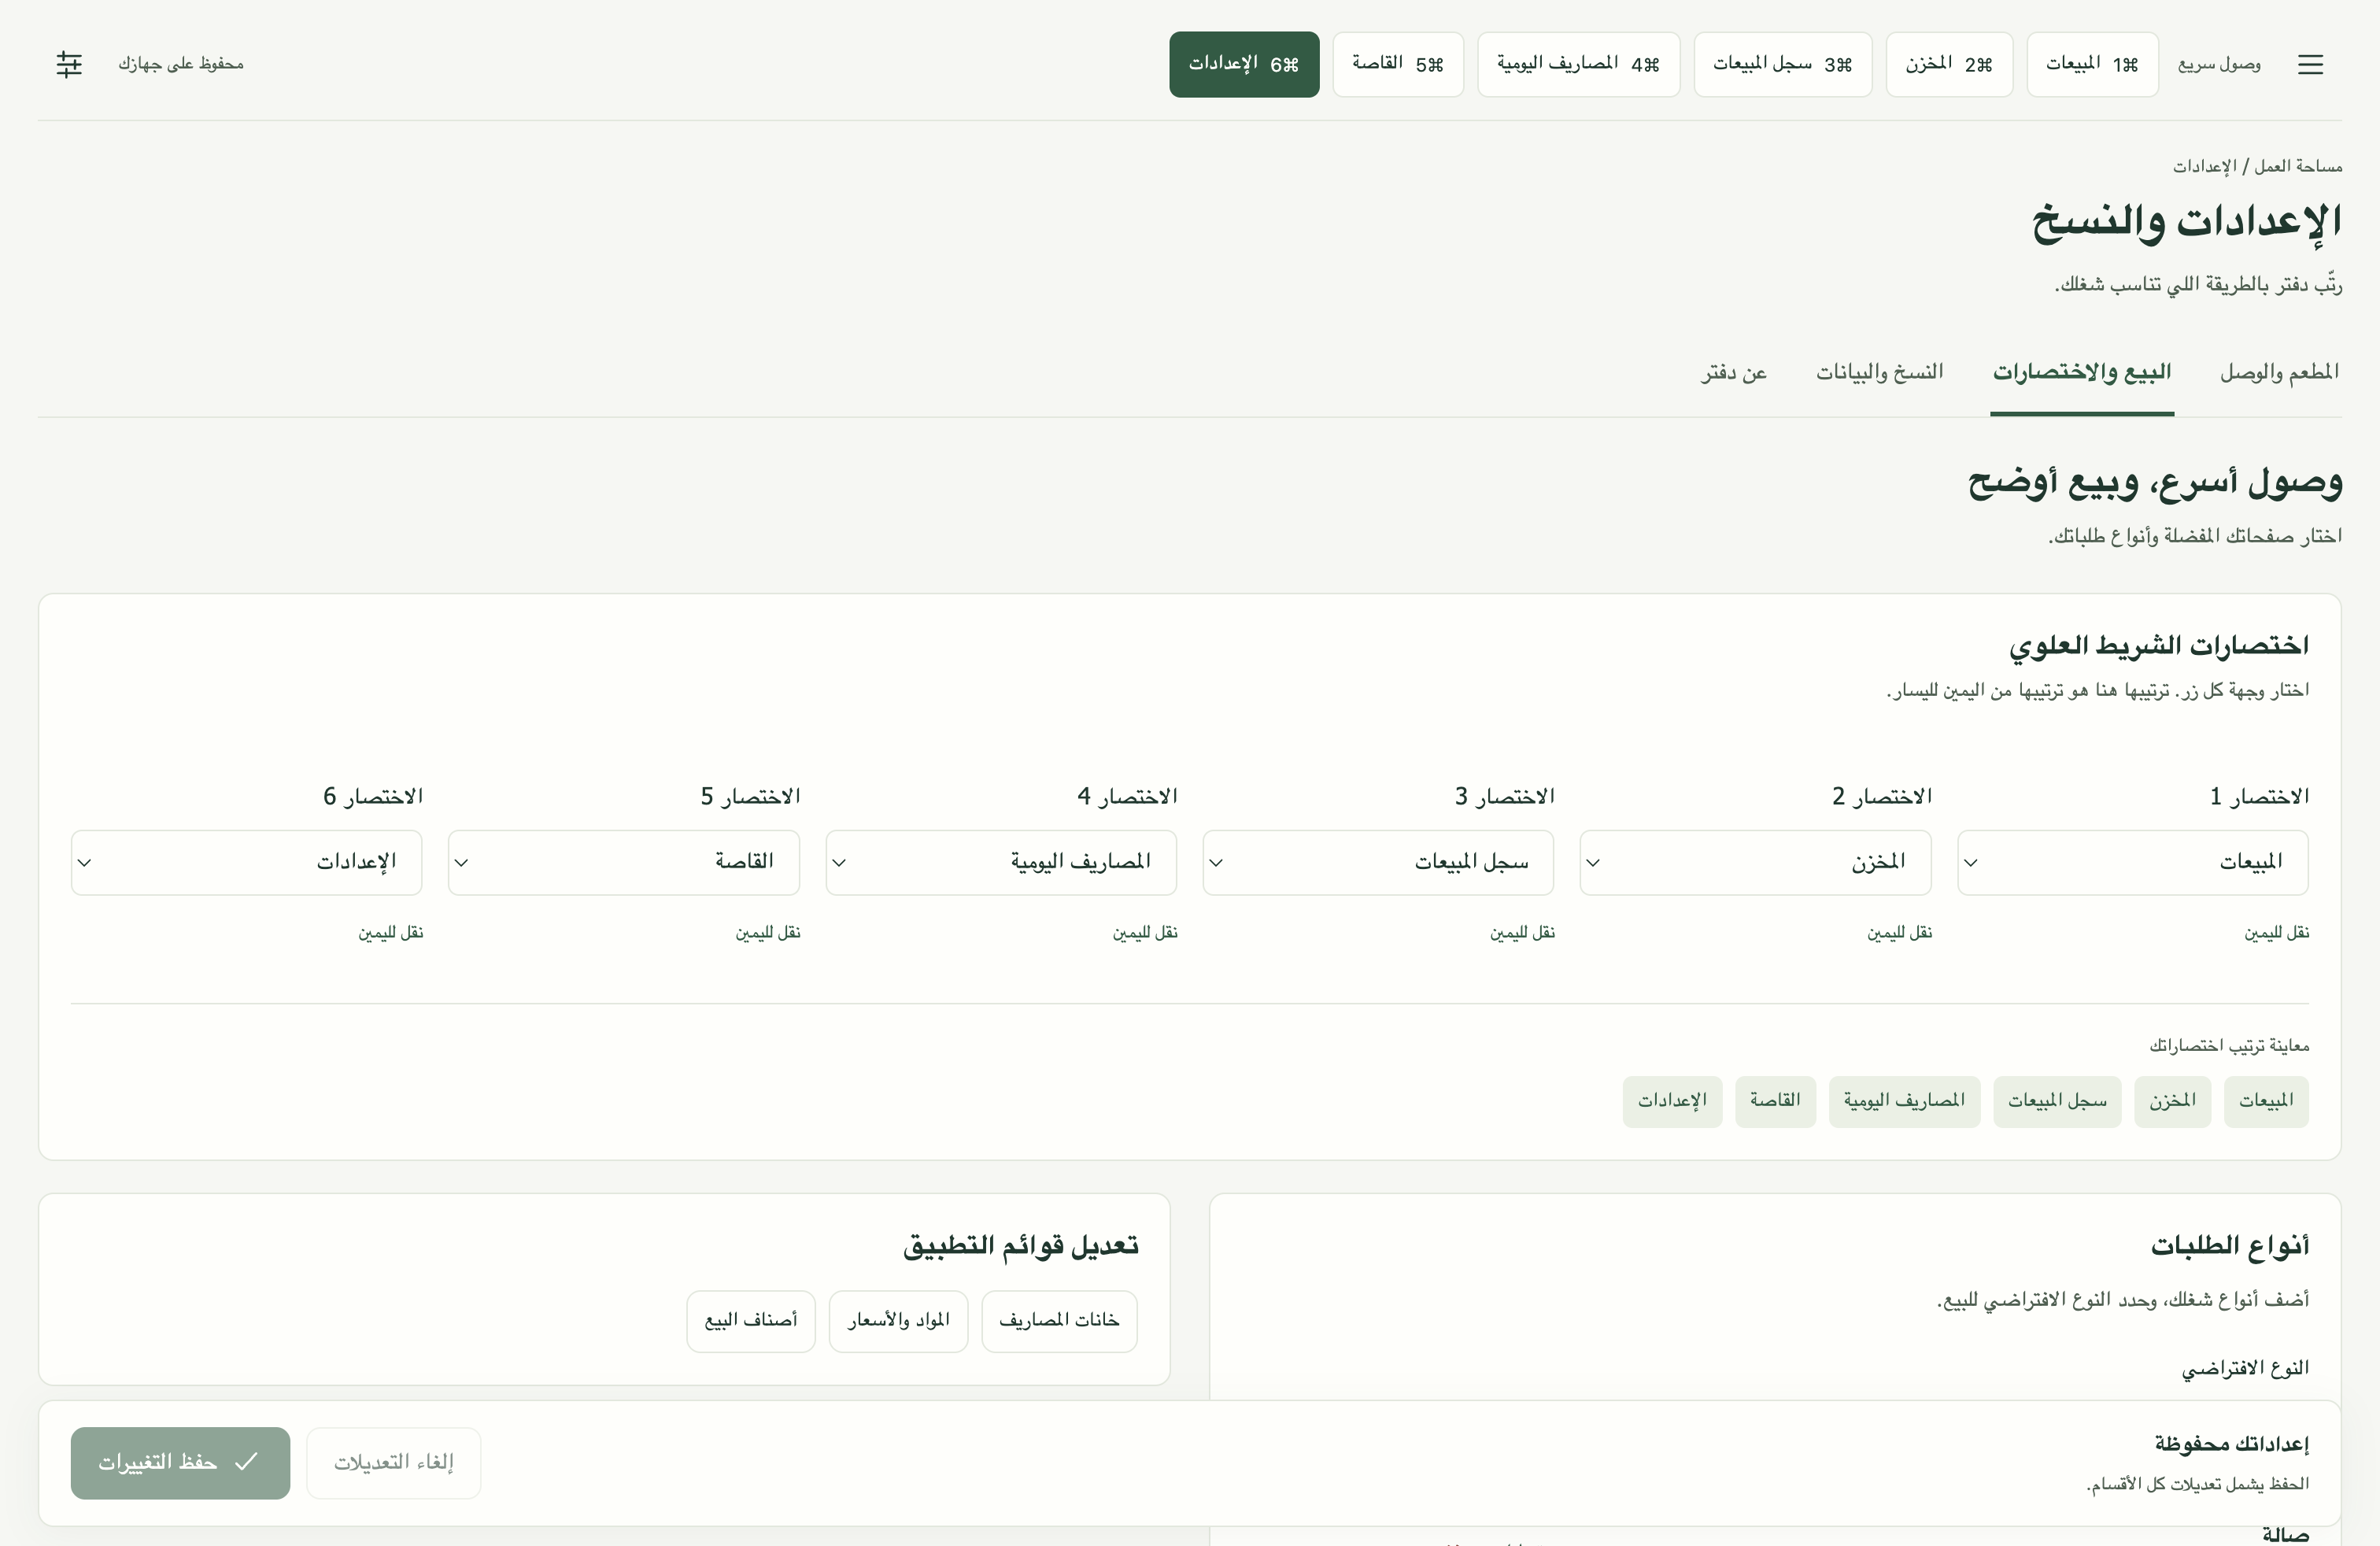 وصول سريع
⌘1 المبيعات
⌘2 المخزن
⌘3 سجل المبيعات
⌘4 المصاريف اليومية
⌘5 القاصة
⌘6 الإعدادات
محفوظ على جهازك
مساحة العمل / الإعدادات
الإعدادات والنسخ
رتّب دفتر بالطريقة اللي تناسب شغلك.
المطعم والوصل
البيع والاختصارات
النسخ والبيانات
عن دفتر
وصول أسرع، وبيع أوضح
اختار صفحاتك المفضلة وأنواع طلباتك.
اختصارات الشريط العلوي
اختار وجهة كل زر. ترتيبها هنا هو ترتيبها من اليمين لليسار.
الاختصار 1
المبيعات
نقل لليمين
الاختصار 2
المخزن
نقل لليمين
الاختصار 3
سجل المبيعات
نقل لليمين
الاختصار 4
المصاريف اليومية
نقل لليمين
الاختصار 5
القاصة
نقل لليمين
الاختصار 6
الإعدادات
نقل لليمين
معاينة ترتيب اختصاراتك
المبيعات
المخزن
سجل المبيعات
المصاريف اليومية
القاصة
الإعدادات
أنواع الطلبات
أضف أنواع شغلك، وحدد النوع الافتراضي للبيع.
النوع الافتراضي
تعديل قوائم التطبيق
خانات المصاريف
المواد والأسعار
أصناف البيع
إعداداتك محفوظة
الحفظ يشمل تعديلات كل الأقسام.
إلغاء التعديلات
حفظ التغييرات
صالة